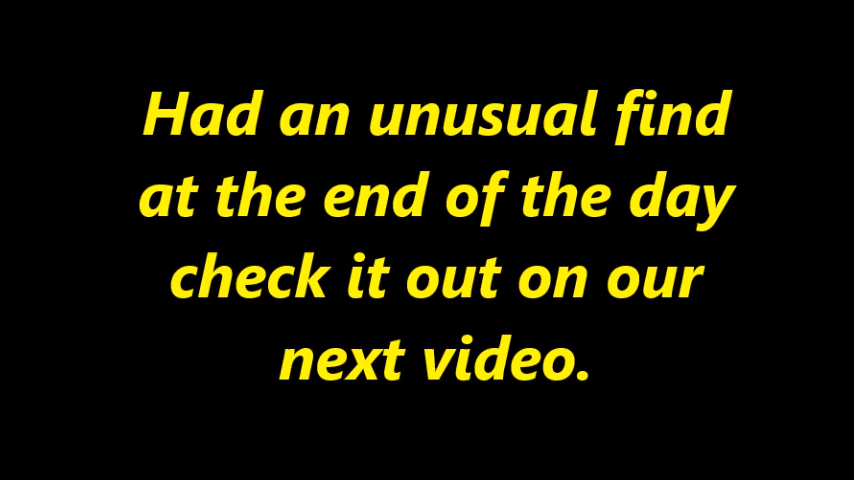 Had an unusual find
at the end of the day
check it out on our
next video.